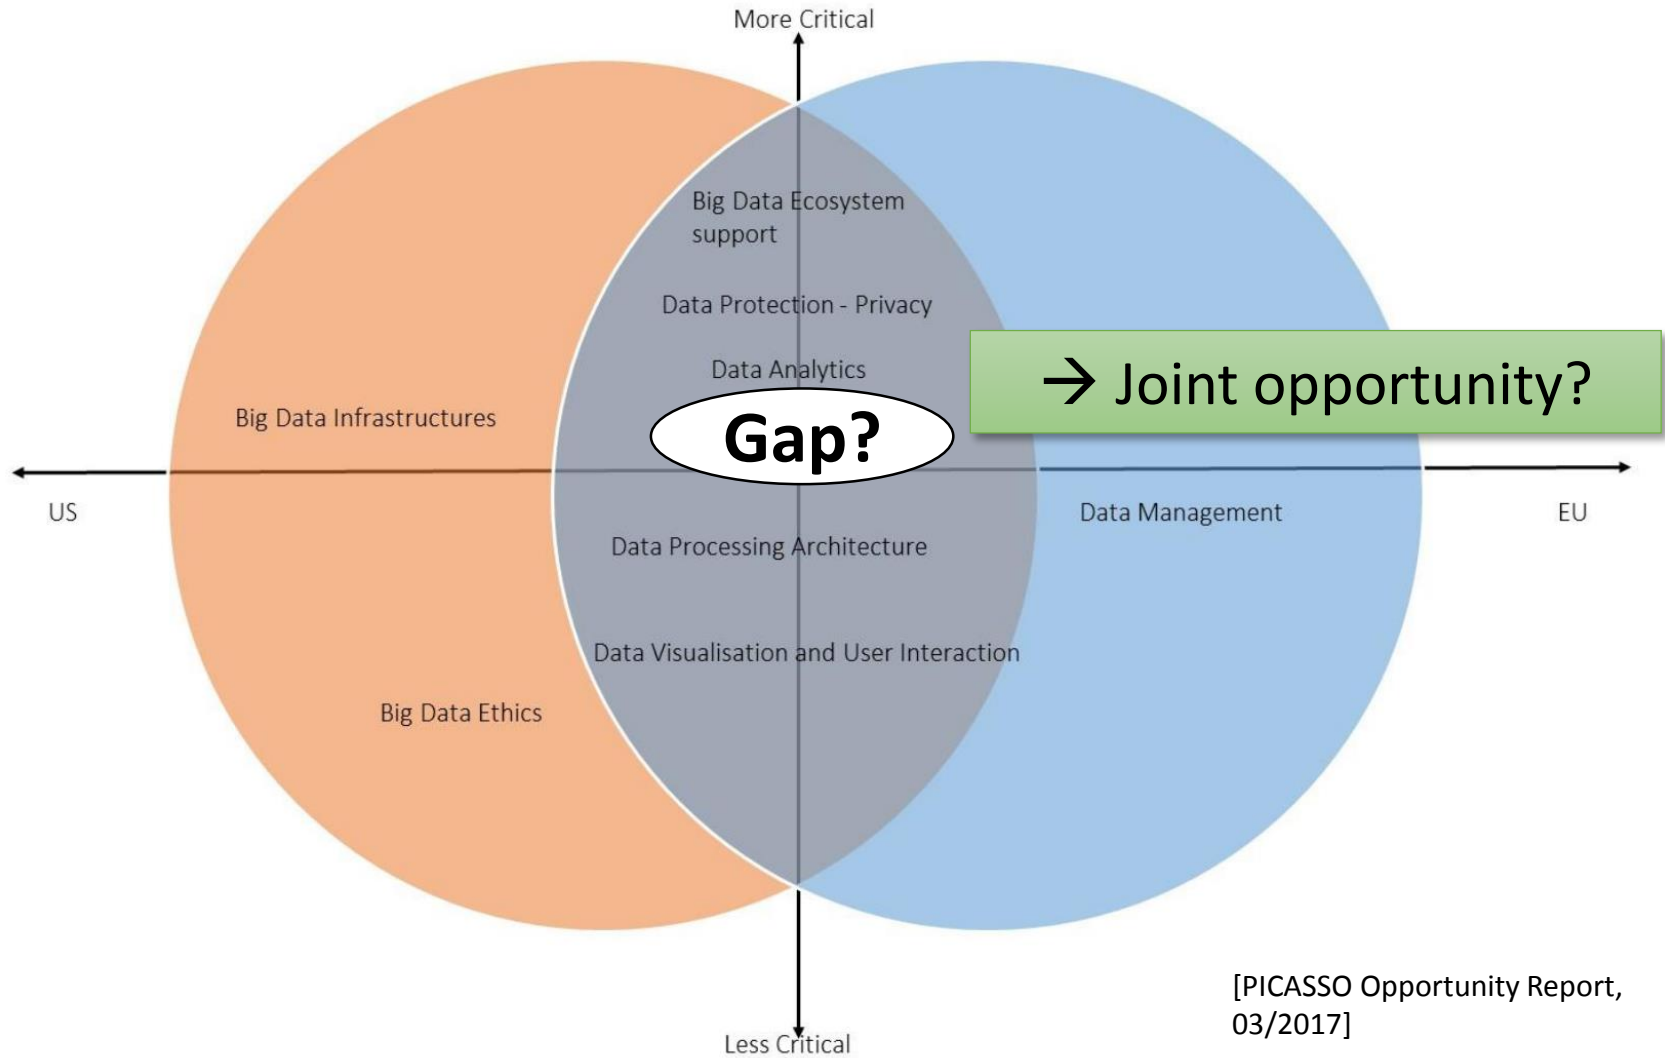 More Critical
Big Data Ecosystem
support
Data Protection - Privacy
Data Analytics
→ Joint opportunity?
Big Data Infrastructures
Gap?
US
Data Management
EU
Data Processing Architecture
Data Visualisation and User Interaction
Big Data Ethics
[PICASSO Opportunity Report,
03/2017]
Less Critical